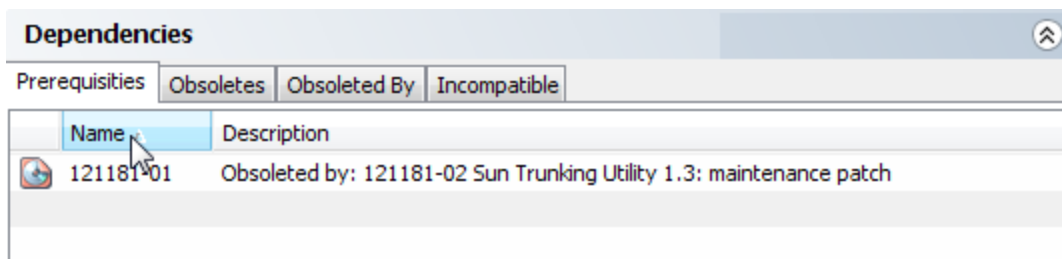 Dependencies
Prerequisities Obsoletes Obsoleted By Incompatible
Name Description
121181-01 Obsoleted by: 121181-02 Sun Trunking Utility 1.3: maintenance patch